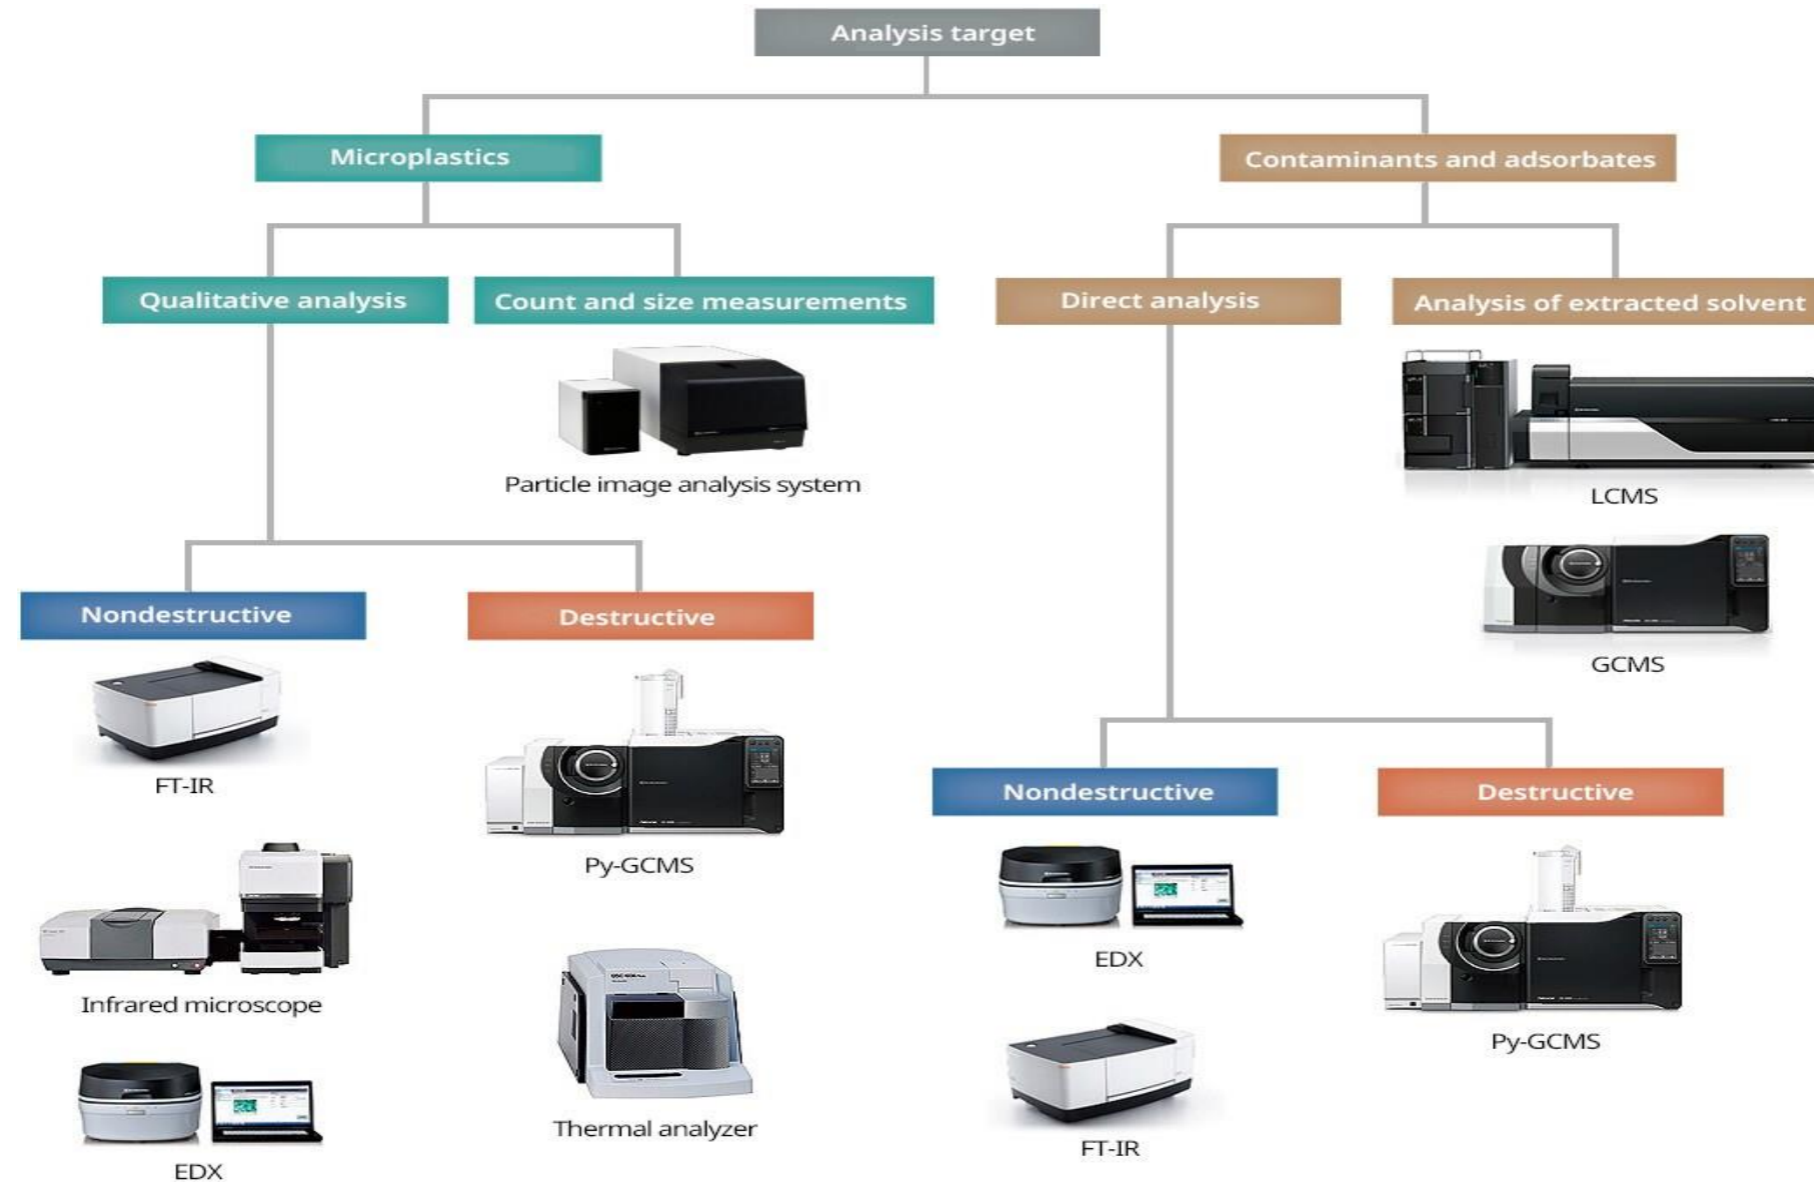 Analysis target
Microplastics
Contaminants and adsorbates
Qualitative analysis
Count and size measurements
Direct analysis
Analysis of extracted solvent
Particle image analysis system
LCMS
GCMS
Nondestructive
Destructive
FT-IR
Py-GCMS
Infrared microscope
Thermal analyzer
EDX
Nondestructive
Destructive
EDX
Py-GCMS
FT-IR